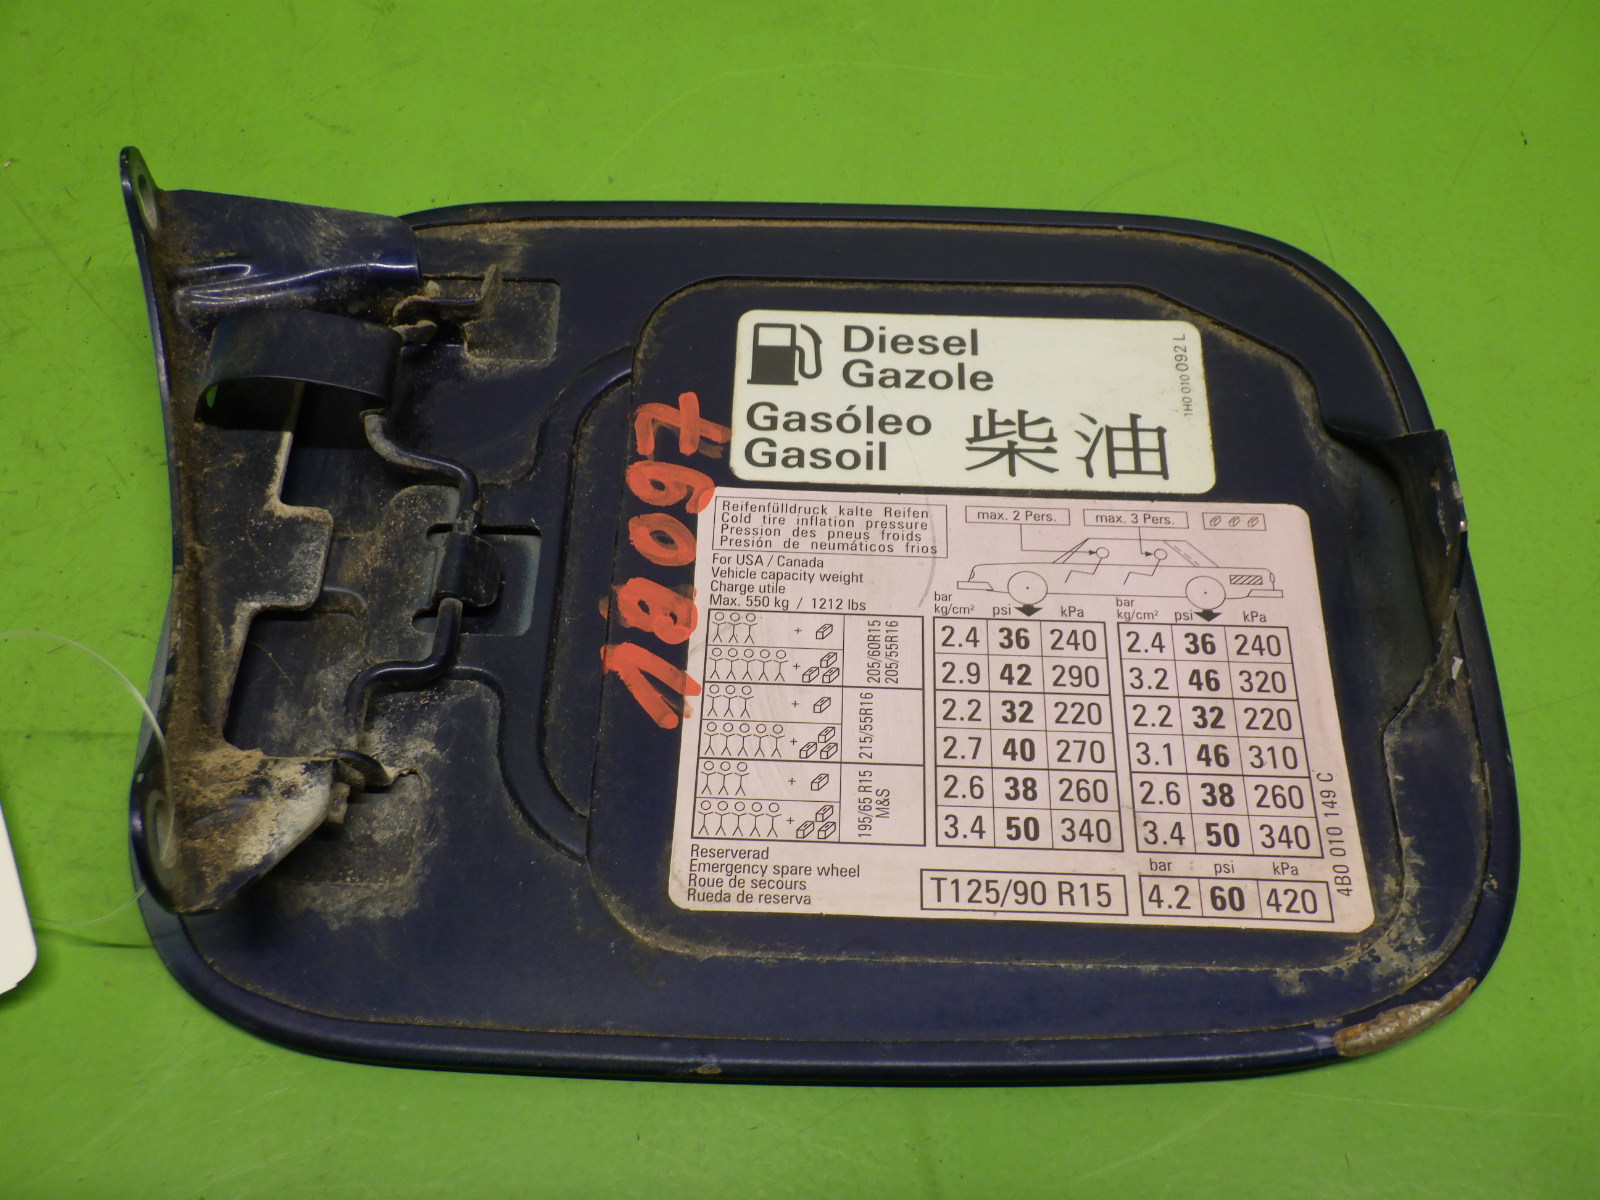 Diesel
Gazole
Gasóleo
Gasoil 柴油
1H0 010 092 L
Reifenfülldruck kalte Reifen
Cold tire inflation pressure
Pression des pneus froids
Presión de neumáticos frios
max. 2 Pers. max. 3 Pers.
For USA / Canada
Vehicle capacity weight
Charge utile
Max. 550 kg / 1212 lbs
bar kg/cm² psi kPa bar kg/cm² psi kPa
205/60R15
205/55R16
+ 2.4 36 240 2.4 36 240
+ 2.9 42 290 3.2 46 320
215/55R16
+ 2.2 32 220 2.2 32 220
+ 2.7 40 270 3.1 46 310
195/65 R15
M&S
+ 2.6 38 260 2.6 38 260
+ 3.4 50 340 3.4 50 340
Reserverad
Emergency spare wheel
Roue de secours
Rueda de reserva
T125/90 R15
bar psi kPa
4.2 60 420
4B0 010 149 C